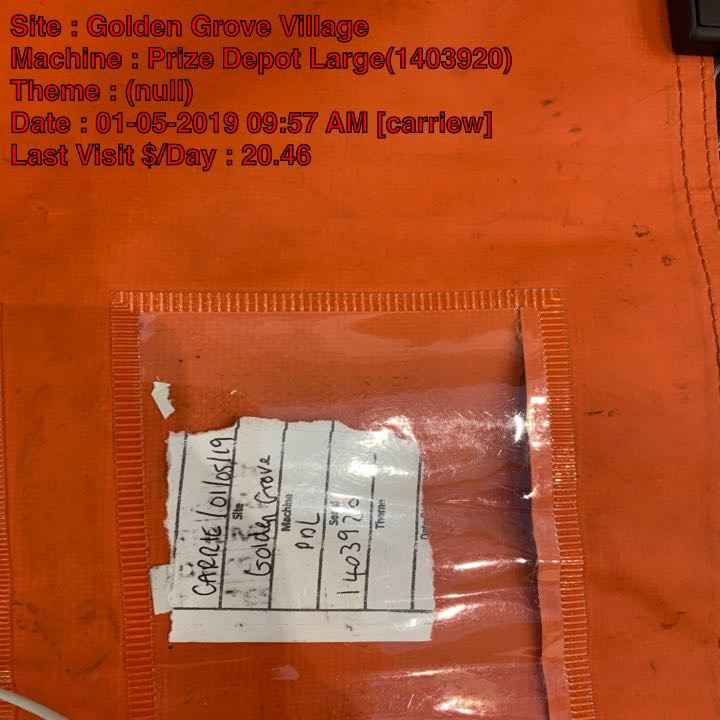 Site : Golden Grove Village
Machine : Prize Depot Large(1403920)
Theme : (null)
Date : 01-05-2019 09:57 AM [carriew]
Last Visit $/Day : 20.46
CARRIE 01/05/19
Site
Golden Grove
Machine
PDL
Serial
1403920
Theme